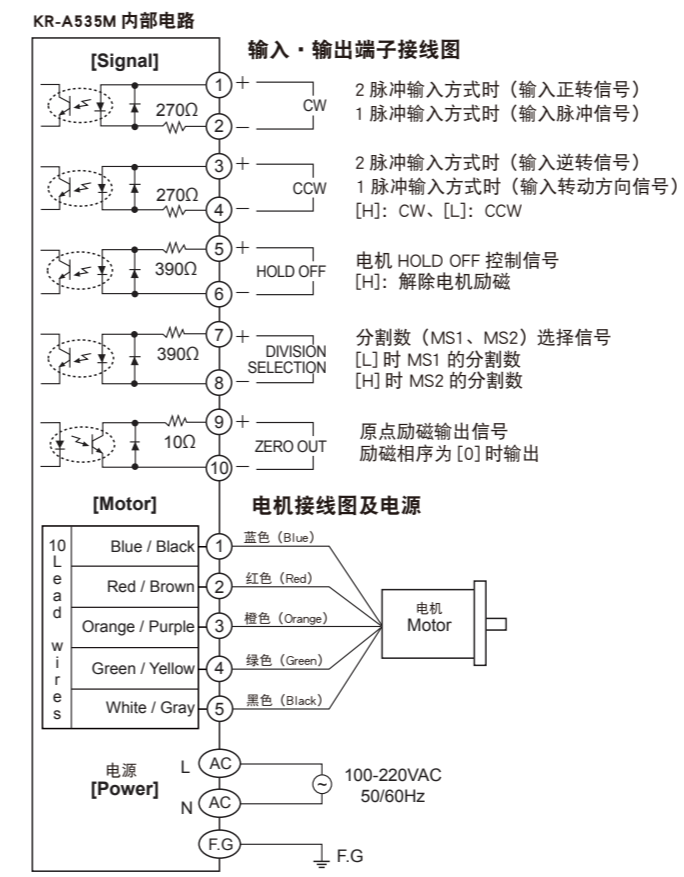 KR-A535M 内部电路
[Signal]
输入·输出端子接线图
1 +
270Ω
2 −
CW
2 脉冲输入方式时（输入正转信号）
1 脉冲输入方式时（输入脉冲信号）
3 +
270Ω
4 −
CCW
2 脉冲输入方式时（输入逆转信号）
1 脉冲输入方式时（输入转动方向信号）
[H]：CW、[L]：CCW
5 +
390Ω
6 −
HOLD OFF
电机 HOLD OFF 控制信号
[H]：解除电机励磁
7 +
390Ω
8 −
DIVISION
SELECTION
分割数（MS1、MS2）选择信号
[L] 时 MS1 的分割数
[H] 时 MS2 的分割数
9 +
10Ω
10 −
ZERO OUT
原点励磁输出信号
励磁相序为 [0] 时输出
[Motor]
电机接线图及电源
10 Lead wires
Blue / Black 1 蓝色（Blue）
Red / Brown 2 红色（Red）
Orange / Purple 3 橙色（Orange）
Green / Yellow 4 绿色（Green）
White / Gray 5 黑色（Black）
电机
Motor
电源
[Power]
L AC
N AC
~
100-220VAC
50/60Hz
F.G
F.G